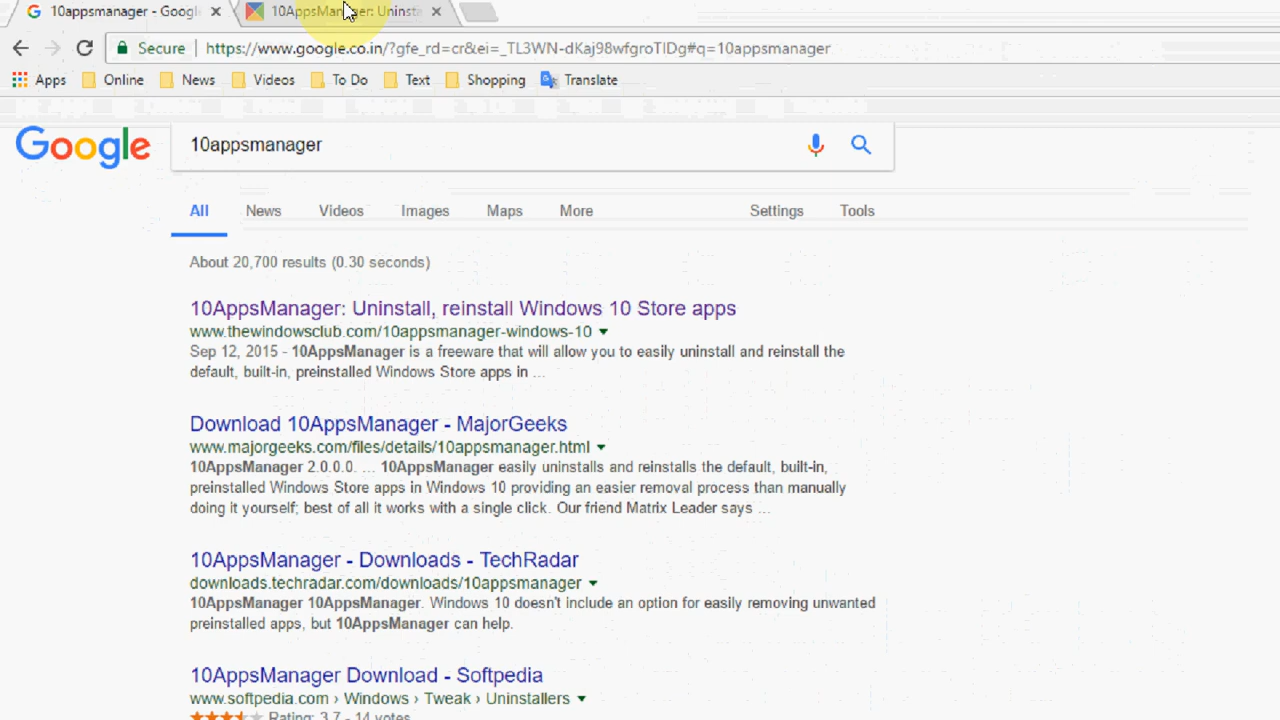 10appsmanager - Googl
10AppsManager: Uninsta
Secure
https://www.google.co.in/?gfe_rd=cr&ei=_TL3WN-dKaj98wfgroTlDg#q=10appsmanager
Apps Online News Videos To Do Text Shopping Translate
Google
10appsmanager
All News Videos Images Maps More Settings Tools
About 20,700 results (0.30 seconds)
10AppsManager: Uninstall, reinstall Windows 10 Store apps
www.thewindowsclub.com/10appsmanager-windows-10
Sep 12, 2015 - 10AppsManager is a freeware that will allow you to easily uninstall and reinstall the
default, built-in, preinstalled Windows Store apps in ...
Download 10AppsManager - MajorGeeks
www.majorgeeks.com/files/details/10appsmanager.html
10AppsManager 2.0.0.0. ... 10AppsManager easily uninstalls and reinstalls the default, built-in,
preinstalled Windows Store apps in Windows 10 providing an easier removal process than manually
doing it yourself; best of all it works with a single click. Our friend Matrix Leader says ...
10AppsManager - Downloads - TechRadar
downloads.techradar.com/downloads/10appsmanager
10AppsManager 10AppsManager. Windows 10 doesn't include an option for easily removing unwanted
preinstalled apps, but 10AppsManager can help.
10AppsManager Download - Softpedia
www.softpedia.com › Windows › Tweak › Uninstallers
Rating: 3.7 - 14 votes